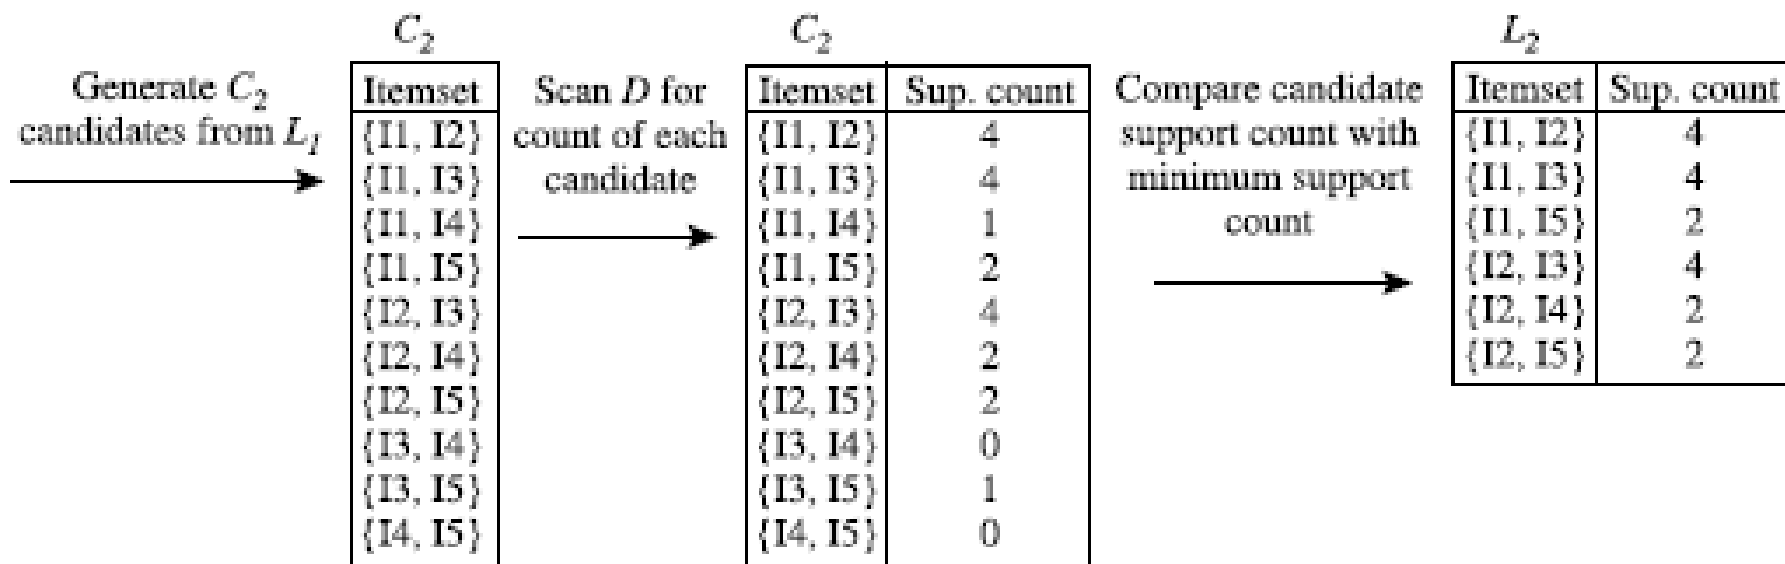 Generate C2
candidates from L1
C2
Itemset
{I1, I2}
{I1, I3}
{I1, I4}
{I1, I5}
{I2, I3}
{I2, I4}
{I2, I5}
{I3, I4}
{I3, I5}
{I4, I5}
Scan D for
count of each
candidate
C2
Itemset Sup. count
{I1, I2} 4
{I1, I3} 4
{I1, I4} 1
{I1, I5} 2
{I2, I3} 4
{I2, I4} 2
{I2, I5} 2
{I3, I4} 0
{I3, I5} 1
{I4, I5} 0
Compare candidate
support count with
minimum support
count
L2
Itemset Sup. count
{I1, I2} 4
{I1, I3} 4
{I1, I5} 2
{I2, I3} 4
{I2, I4} 2
{I2, I5} 2